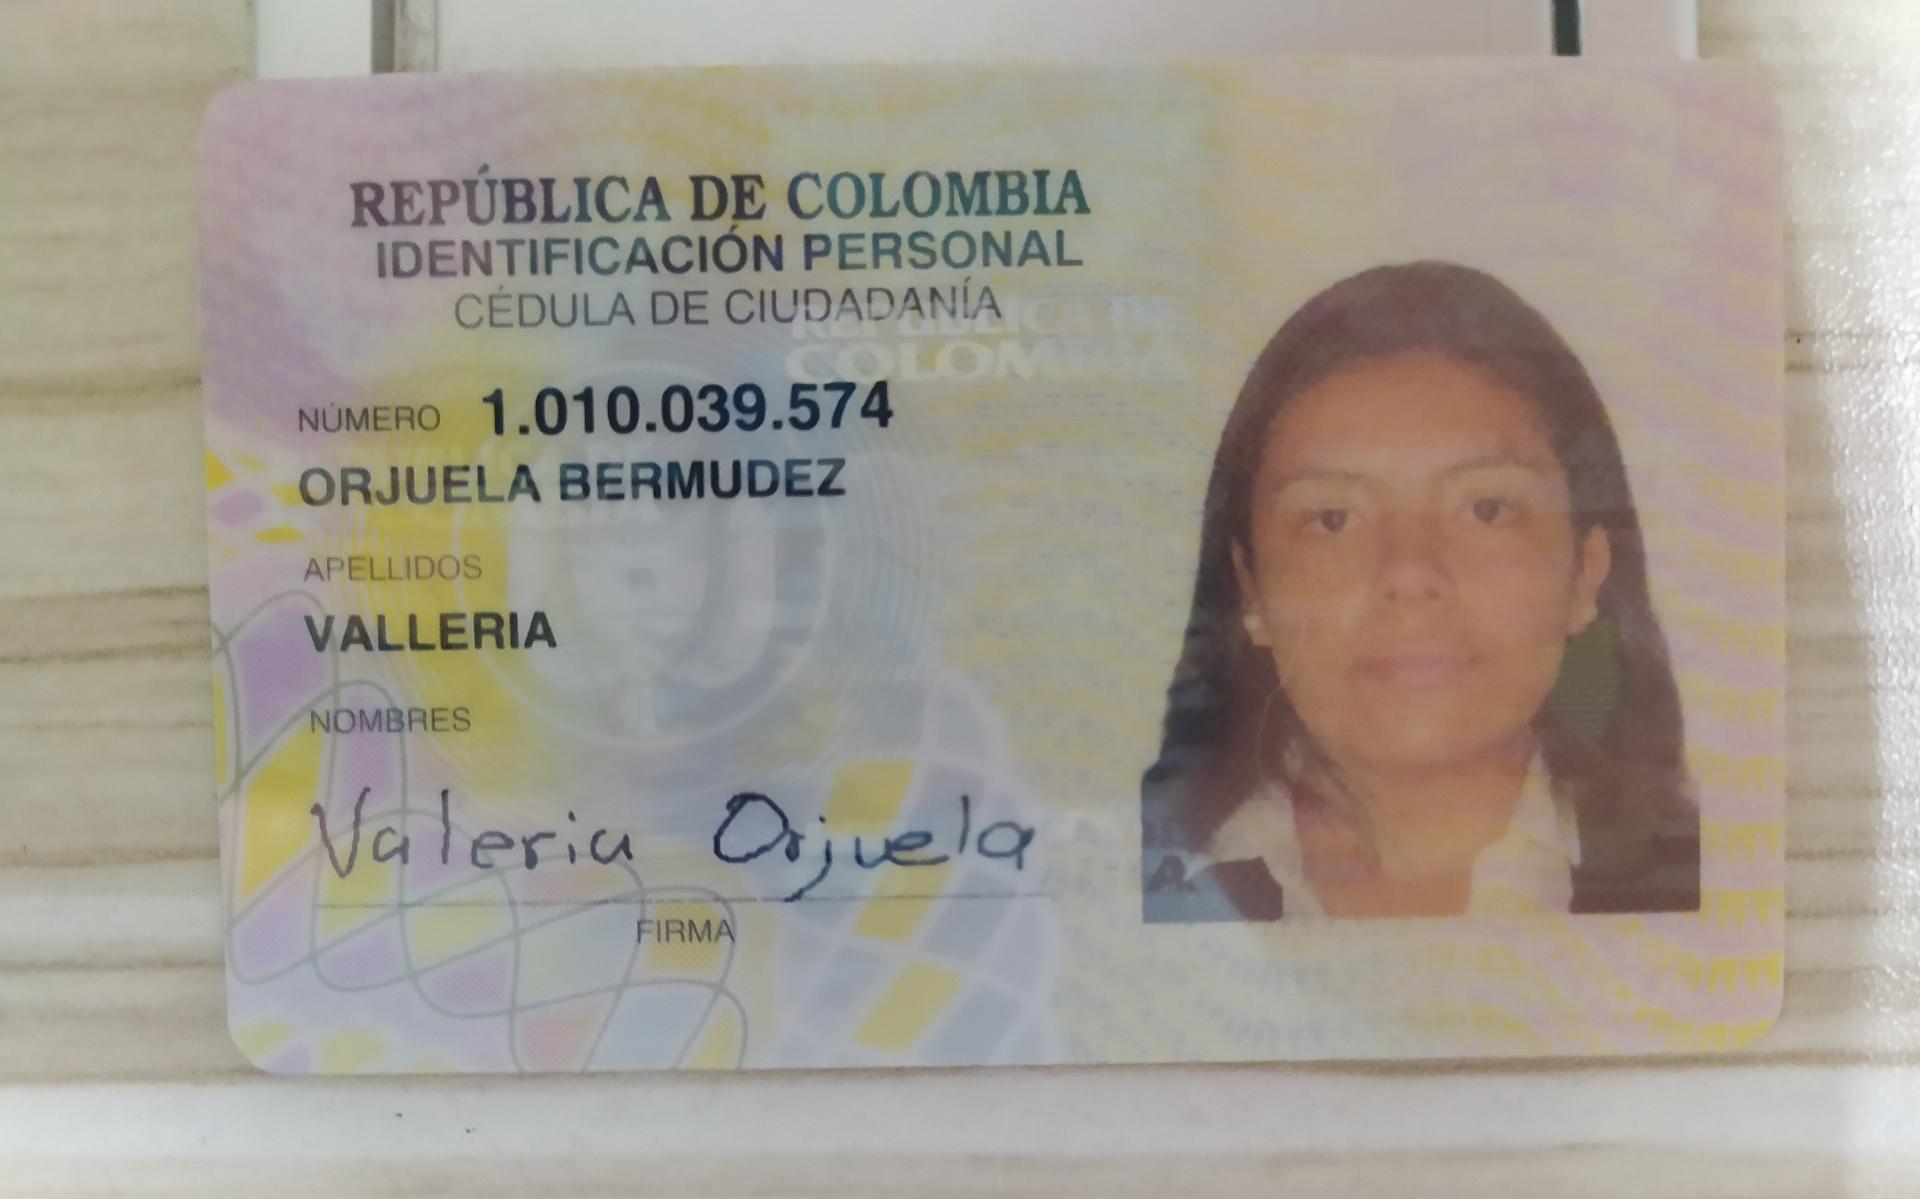 REPÚBLICA DE COLOMBIA
IDENTIFICACIÓN PERSONAL
CÉDULA DE CIUDADANÍA
REPÚBLICA DE
COLOMBIA
NÚMERO 1.010.039.574
ORJUELA BERMUDEZ
APELLIDOS
VALLERIA
NOMBRES
Valeria Orjuela
FIRMA